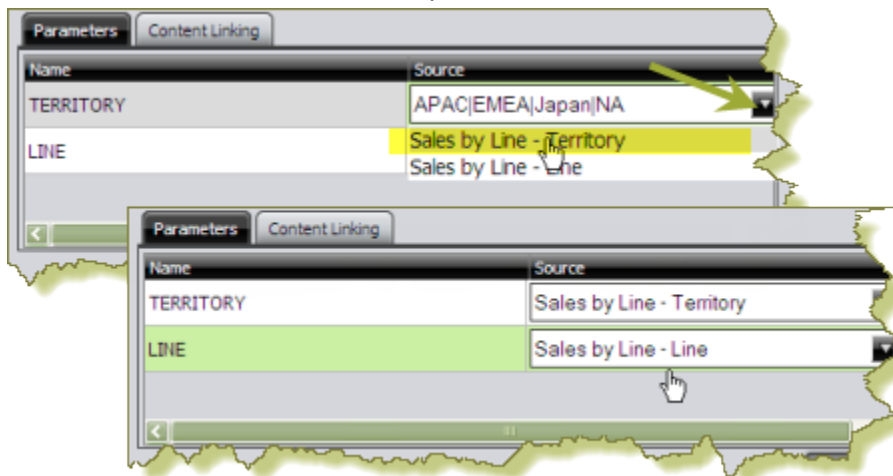 Parameters Content Linking
Name Source
TERRITORY APAC|EMEA|Japan|NA
LINE Sales by Line - Territory
Sales by Line - Line
Parameters Content Linking
Name Source
TERRITORY Sales by Line - Territory
LINE Sales by Line - Line